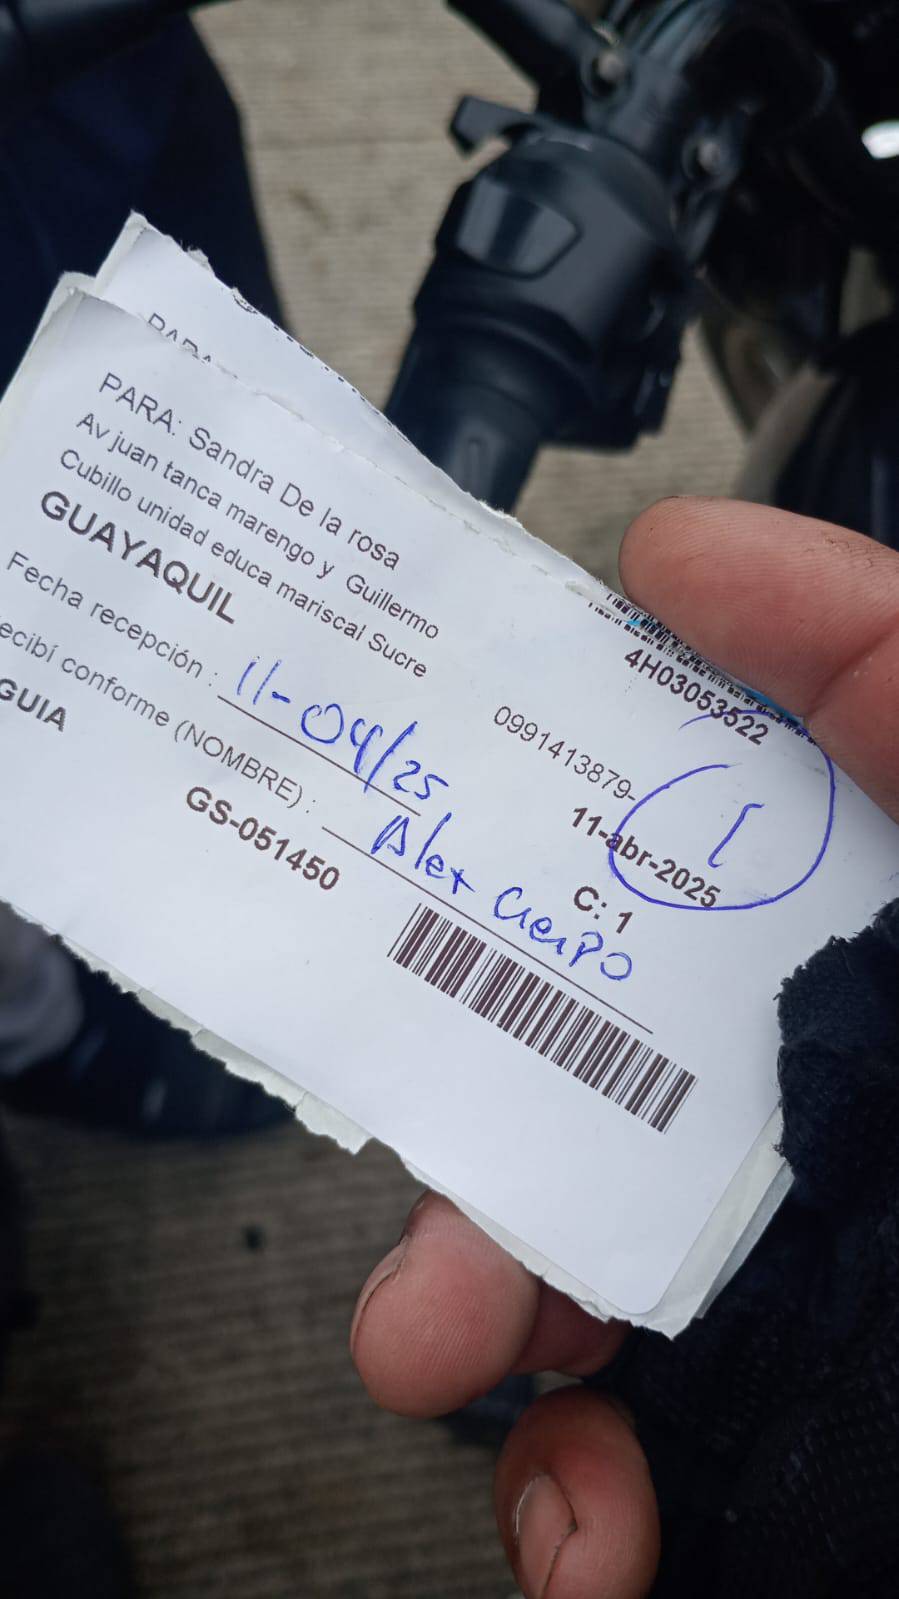 PARA:
PARA: Sandra De la rosa
Av juan tanca marengo y Guillermo
Cubillo unidad educa mariscal Sucre
GUAYAQUIL
4H03053522
0991413879-
Fecha recepción : 11-04/25
11-abr-2025
C: 1
ecibí conforme (NOMBRE) : Alex
GUIA
GS-051450